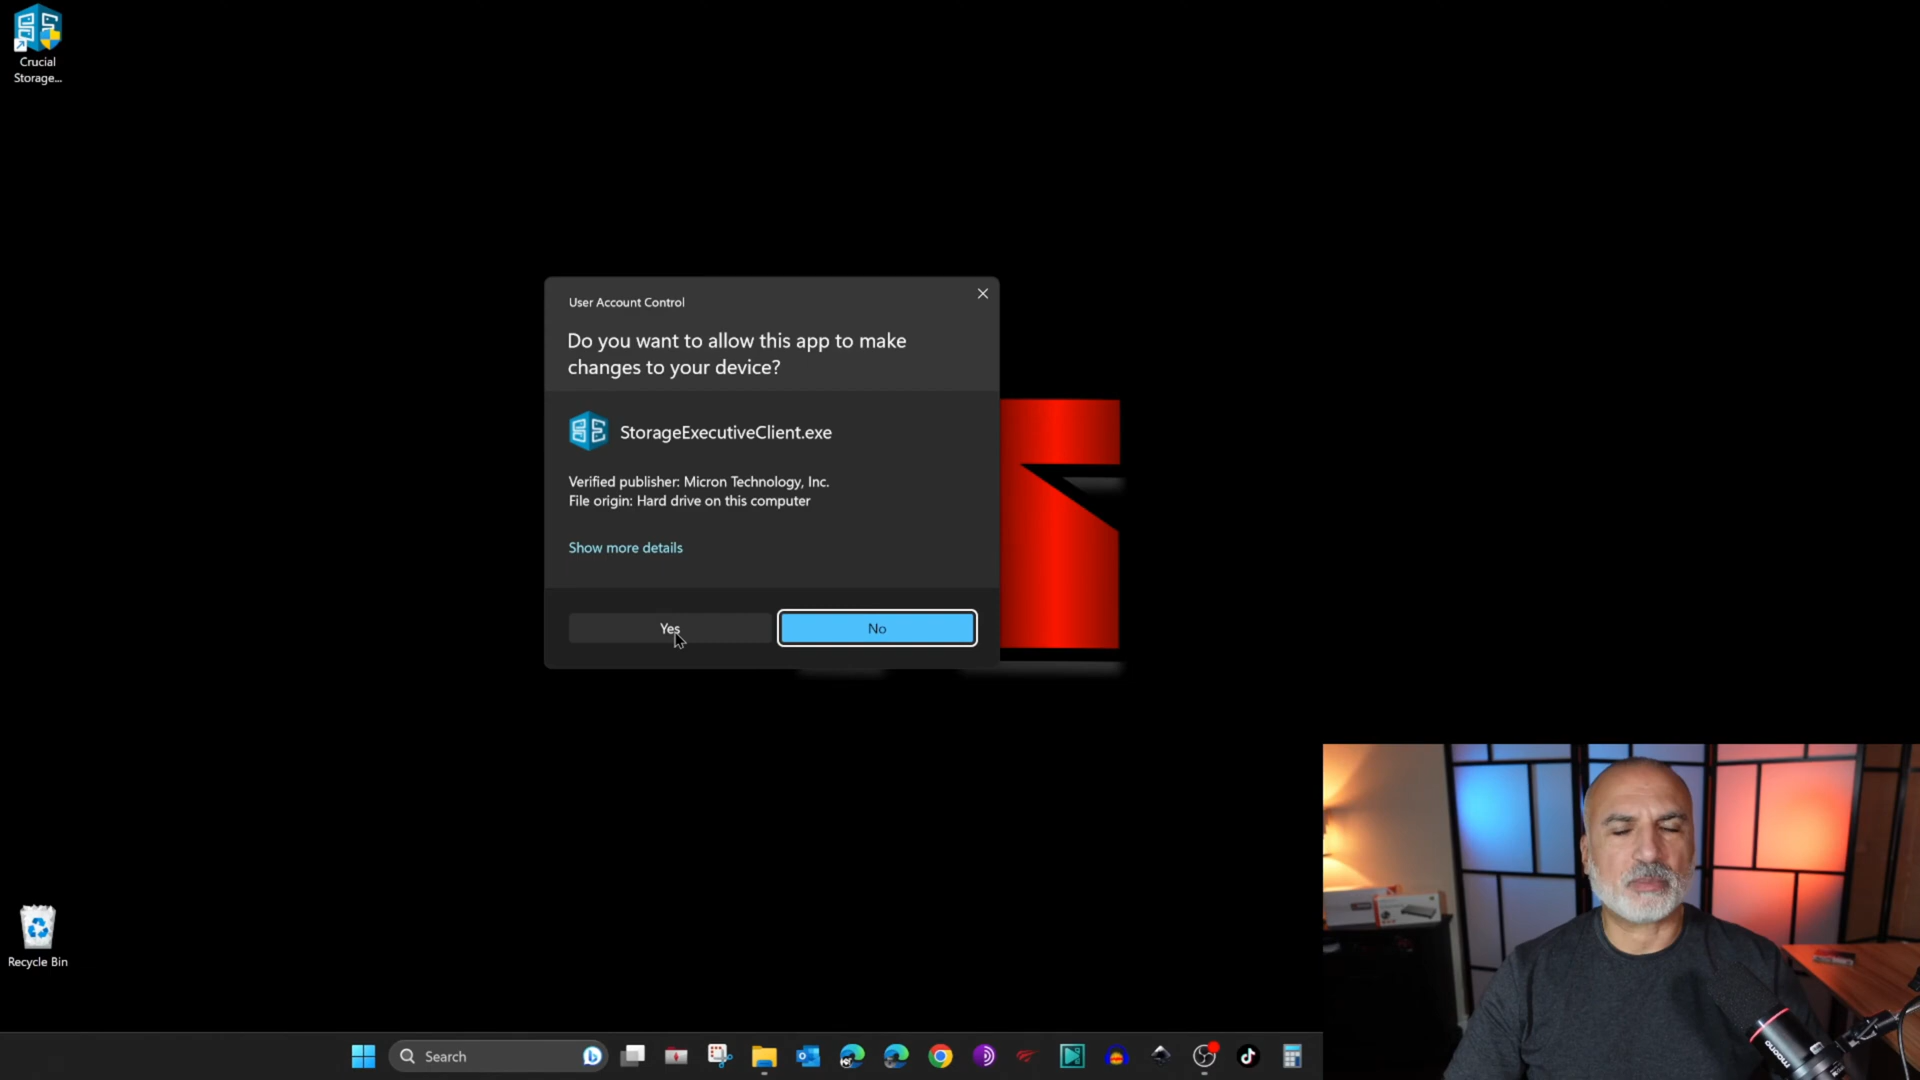 Crucial
Storage...
User Account Control
Do you want to allow this app to make
changes to your device?
StorageExecutiveClient.exe
Verified publisher: Micron Technology, Inc.
File origin: Hard drive on this computer
Show more details
Yes
No
Recycle Bin
Search
maono